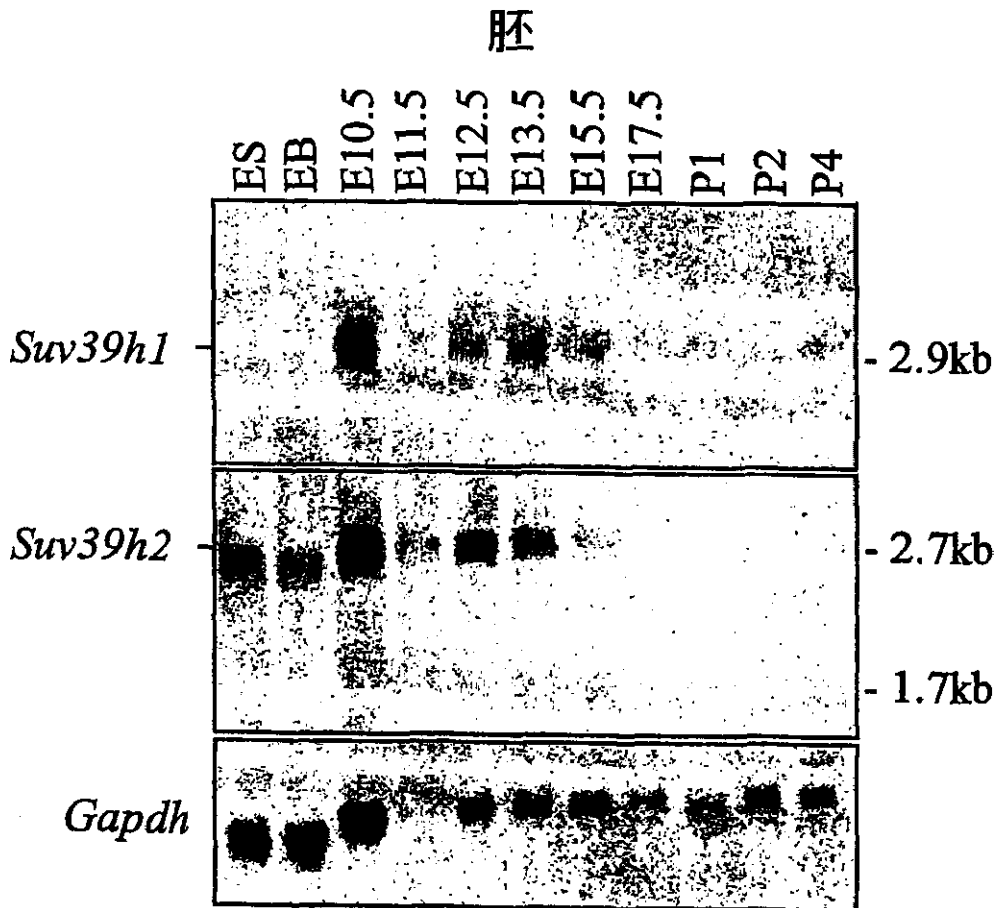 胚
ES EB E10.5 E11.5 E12.5 E13.5 E15.5 E17.5 P1 P2 P4
Suv39h1 - - 2.9kb
Suv39h2 - - 2.7kb
- 1.7kb
Gapdh